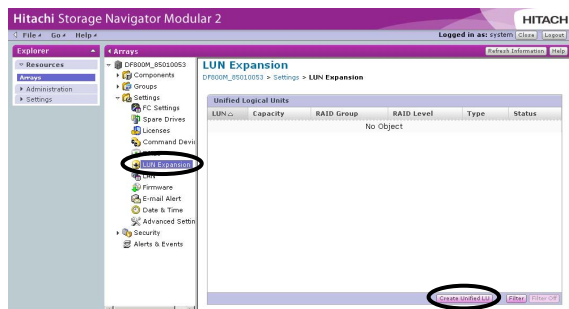 Hitachi Storage Navigator Modular 2
HITACH
File Go Help
Logged in as: system Close Logout
Explorer
Arrays
Refresh Information Help
Resources
Arrays
Administration
Settings
DF800M_85010053
Components
Groups
Settings
FC Settings
Spare Drives
Licenses
Command Devic
LUN Expansion
LAN
Firmware
E-mail Alert
Date & Time
Advanced Settin
Security
Alerts & Events
LUN Expansion
DF800M_85010053 > Settings > LUN Expansion
Unified Logical Units
LUN Capacity RAID Group RAID Level Type Status
No Object
Create Unified LU Filter Filter Off